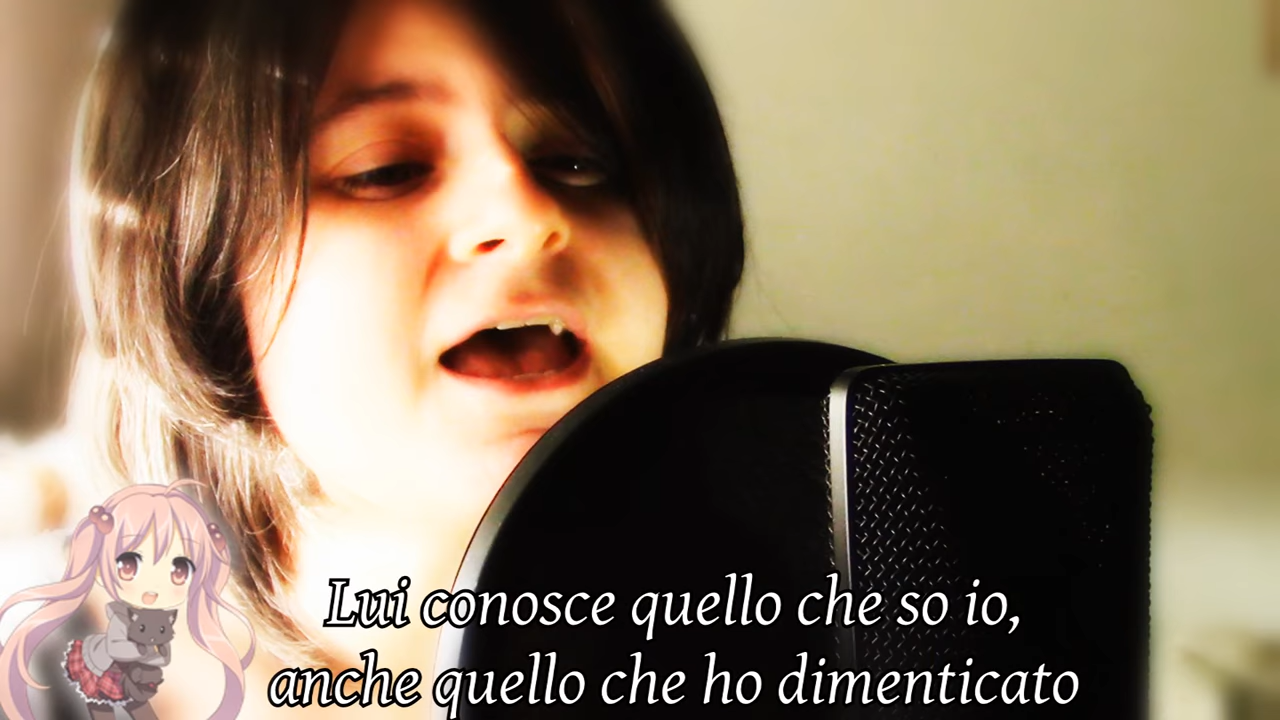 Lui conosce quello che so io,
anche quello che ho dimenticato